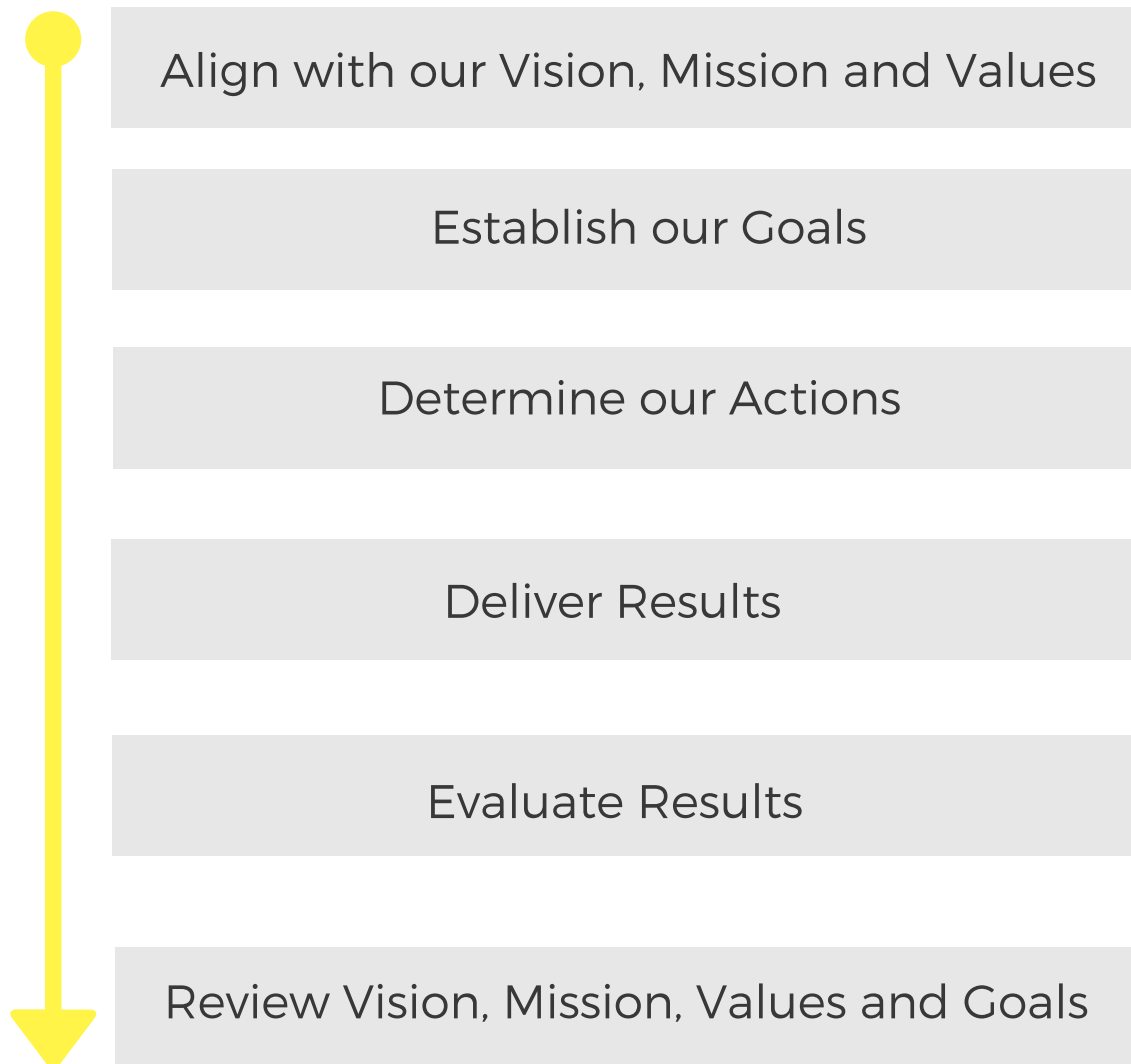 Align with our Vision, Mission and Values
Establish our Goals
Determine our Actions
Deliver Results
Evaluate Results
Review Vision, Mission, Values and Goals